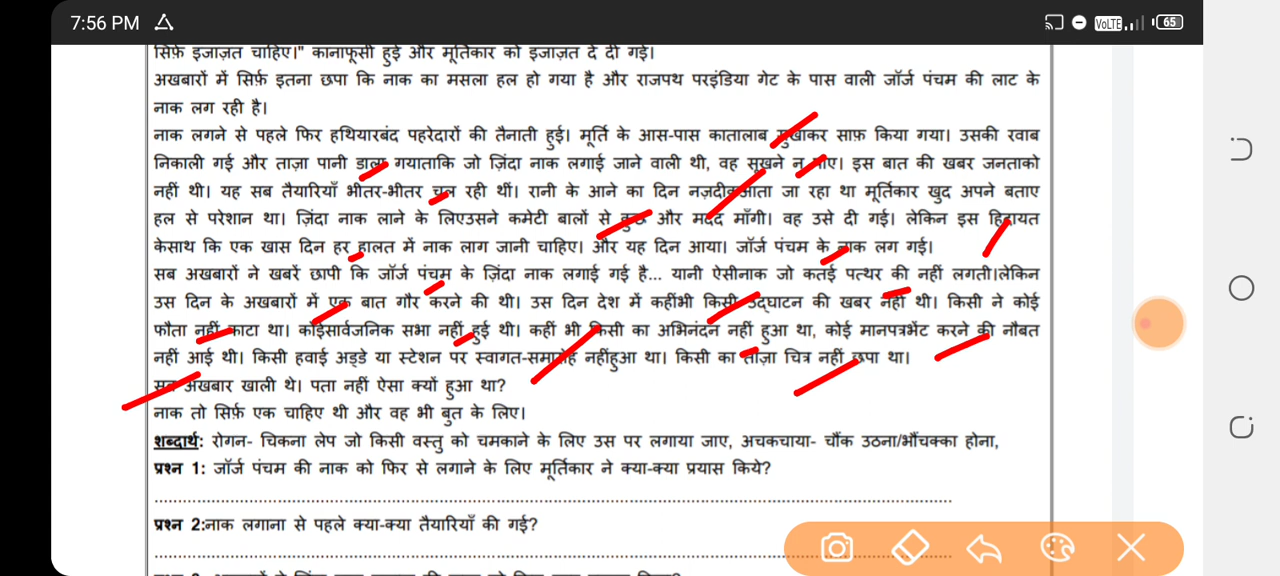 7:56 PM
VoLTE 65
सिर्फ़ इजाज़त चाहिए।" कानाफूसी हुई और मूर्तिकार को इजाज़त दे दी गई।
अखबारों में सिर्फ़ इतना छपा कि नाक का मसला हल हो गया है और राजपथ परइंडिया गेट के पास वाली जॉर्ज पंचम की लाट के
नाक लग रही है।
नाक लगने से पहले फिर हथियारबंद पहरेदारों की तैनाती हुई। मूर्ति के आस-पास कातालाब सुखाकर साफ़ किया गया। उसकी रवाब
निकाली गई और ताज़ा पानी डाला गयाताकि जो ज़िंदा नाक लगाई जाने वाली थी, वह सूखने न पाए। इस बात की खबर जनताको
नहीं थी। यह सब तैयारियाँ भीतर-भीतर चल रही थीं। रानी के आने का दिन नज़दीकआता जा रहा था मूर्तिकार खुद अपने बताए
हल से परेशान था। ज़िंदा नाक लाने के लिएउसने कमेटी बालों से कुछ और मदद माँगी। वह उसे दी गई। लेकिन इस हिदायत
केसाथ कि एक खास दिन हर हालत में नाक लाग जानी चाहिए। और यह दिन आया। जॉर्ज पंचम के नाक लग गई।
सब अखबारों ने खबरें छापी कि जॉर्ज पंचम के ज़िंदा नाक लगाई गई है... यानी ऐसीनाक जो कतई पत्थर की नहीं लगती।लेकिन
उस दिन के अखबारों में एक बात गौर करने की थी। उस दिन देश में कहींभी किसी उद्घाटन की खबर नहीं थी। किसी ने कोई
फीता नहीं काटा था। कोईसार्वजनिक सभा नहीं हुई थी। कहीं भी किसी का अभिनंदन नहीं हुआ था, कोई मानपत्रभेंट करने की नौबत
नहीं आई थी। किसी हवाई अड्डे या स्टेशन पर स्वागत-समारोह नहींहुआ था। किसी का ताज़ा चित्र नहीं छपा था।
सब अखबार खाली थे। पता नहीं ऐसा क्यों हुआ था?
नाक तो सिर्फ़ एक चाहिए थी और वह भी बुत के लिए।
शब्दार्थ: रोगन- चिकना लेप जो किसी वस्तु को चमकाने के लिए उस पर लगाया जाए, अचकचाया- चौंक उठना/भौंचक्का होना,
प्रश्न 1: जॉर्ज पंचम की नाक को फिर से लगाने के लिए मूर्तिकार ने क्या-क्या प्रयास किये?
प्रश्न 2:नाक लगाना से पहले क्या-क्या तैयारियाँ की गई?